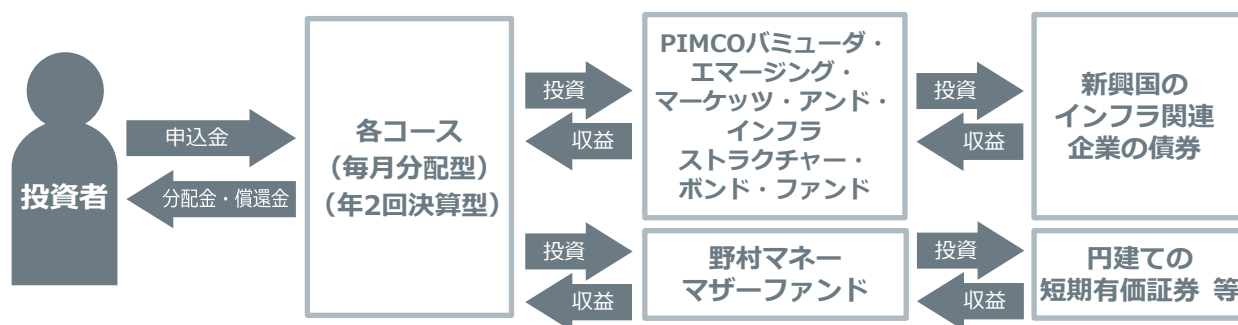 投資者
申込金
分配金・償還金
各コース
（毎月分配型）
（年2回決算型）
投資
収益
PIMCOバミューダ・
エマージング・
マーケッツ・アンド・
インフラ
ストラクチャー・
ボンド・ファンド
投資
収益
新興国の
インフラ関連
企業の債券
投資
収益
野村マネー
マザーファンド
投資
収益
円建ての
短期有価証券 等